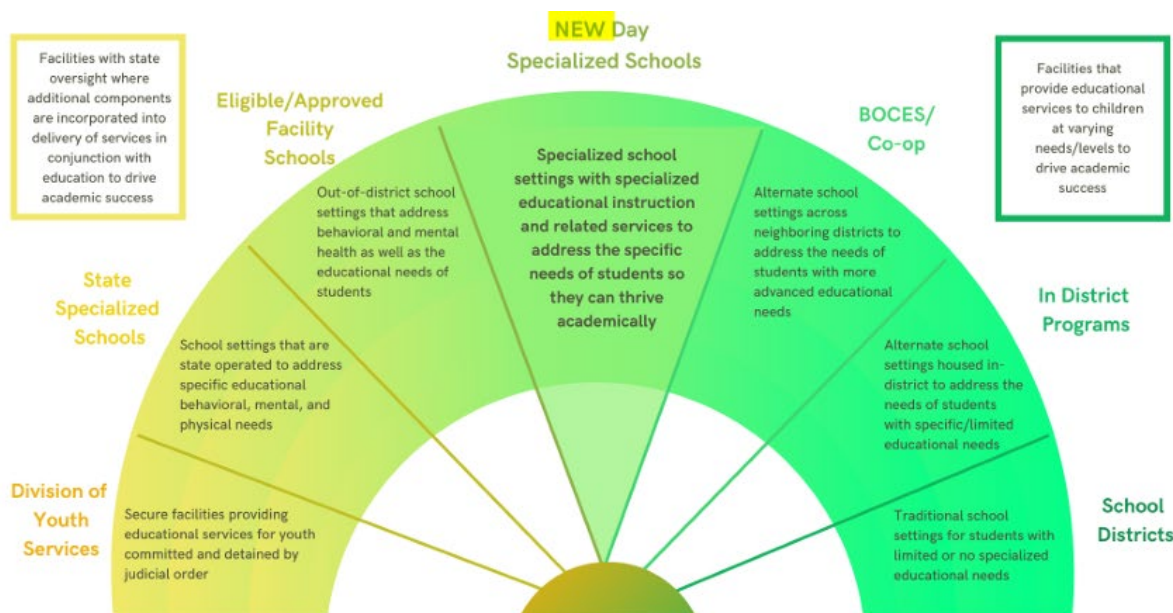 NEW Day
Specialized Schools
Facilities with state
oversight where
additional components
are incorporated into
delivery of services in
conjunction with
education to drive
academic success
Facilities that
provide educational
services to children
at varying
needs/levels to
drive academic
success
Eligible/Approved
Facility
Schools
BOCES/
Co-op
Specialized school
settings with specialized
educational instruction
and related services to
address the specific
needs of students so
they can thrive
academically
Out-of-district school
settings that address
behavioral and mental
health as well as the
educational needs of
students
Alternate school
settings across
neighboring districts to
address the needs of
students with more
advanced educational
needs
State
Specialized
Schools
In District
Programs
School settings that are
state operated to address
specific educational
behavioral, mental, and
physical needs
Alternate school
settings housed in-
district to address the
needs of students
with specific/limited
educational needs
Division of
Youth
Services
Secure facilities providing
educational services for youth
committed and detained by
judicial order
Traditional school
settings for students with
limited or no specialized
educational needs
School
Districts